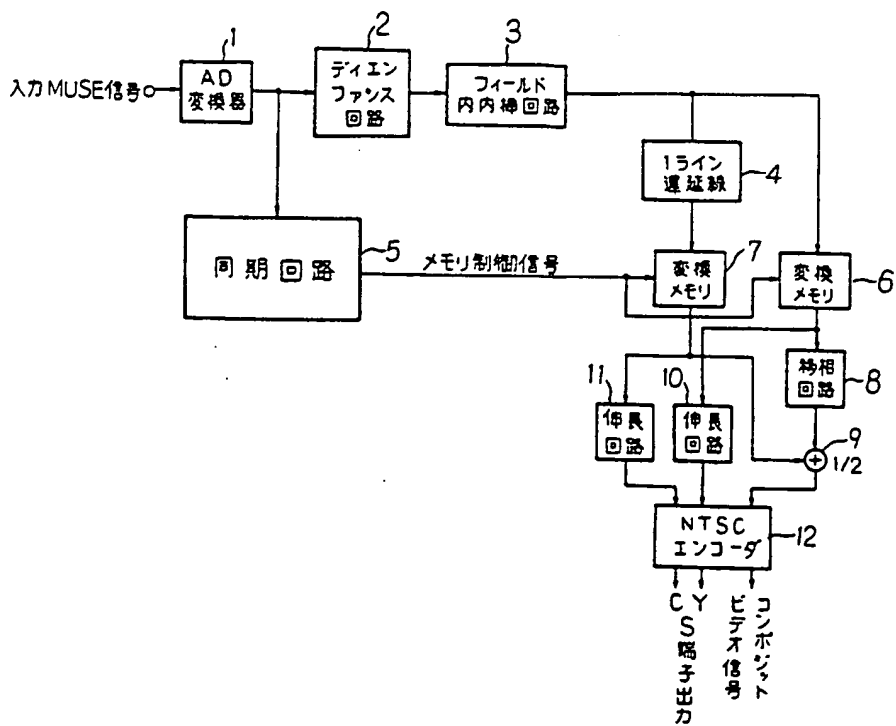 1
2
3
入力MUSE信号
AD
変換器
ディエン
ファシス
回路
フィールド
内内挿回路
1ライン
遅延線
4
同期回路
5
メモリ制御信号
7
変換
メモリ
変換
メモリ
6
11
10
移相
回路
8
伸長
回路
伸長
回路
9
+
1/2
NTSC
エンコーダ
12
C Y
S端子出力
コンポジット
ビデオ信号